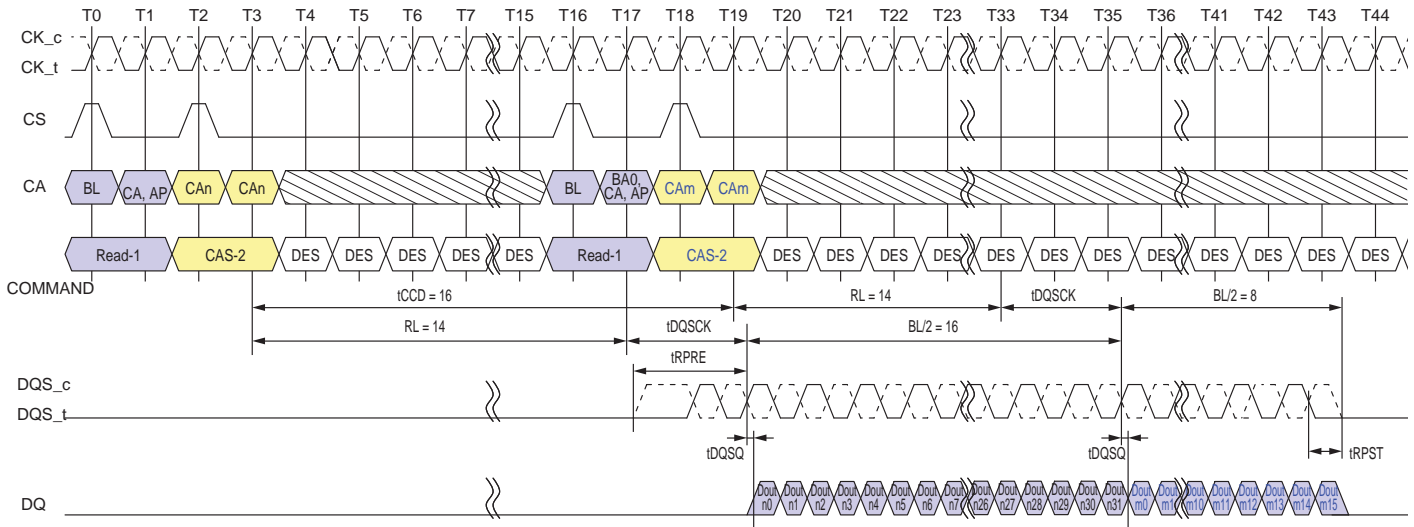 T0 T1 T2 T3 T4 T5 T6 T7 T15 T16 T17 T18 T19 T20 T21 T22 T23 T33 T34 T35 T36 T41 T42 T43 T44
CK_c
CK_t
CS
CA BL CA, AP CAn CAn BL BA0, CA, AP CAm CAm
Read-1 CAS-2 DES DES DES DES DES Read-1 CAS-2 DES DES DES DES DES DES DES DES DES DES DES DES
COMMAND
tCCD = 16 RL = 14 tDQSCK BL/2 = 8
RL = 14 tDQSCK BL/2 = 16
tRPRE
DQS_c
DQS_t
tDQSQ tDQSQ tRPST
DQ Dout n0 Dout n1 Dout n2 Dout n3 Dout n4 Dout n5 Dout n6 Dout n7 Dout n26 Dout n27 Dout n28 Dout n29 Dout n30 Dout n31 Dout m0 Dout m1 Dout m10 Dout m11 Dout m12 Dout m13 Dout m14 Dout m15